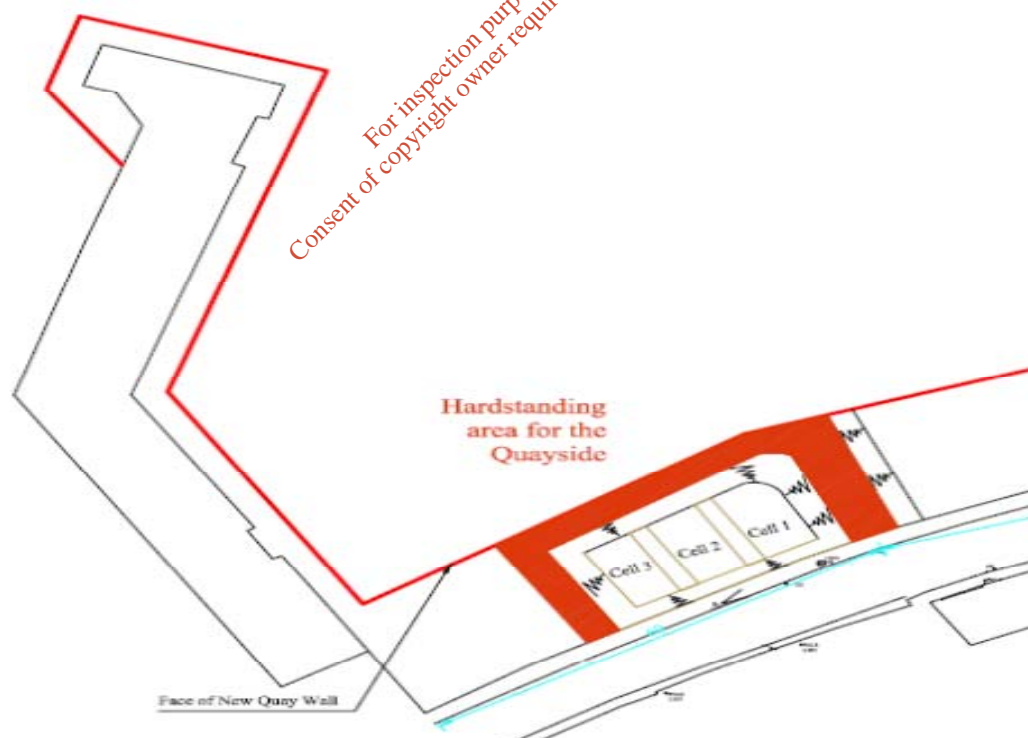 For inspection purp
Consent of copyright owner requi
Hardstanding
area for the
Quayside
Cell 1
Cell 2
Cell 3
Face of New Quay Wall